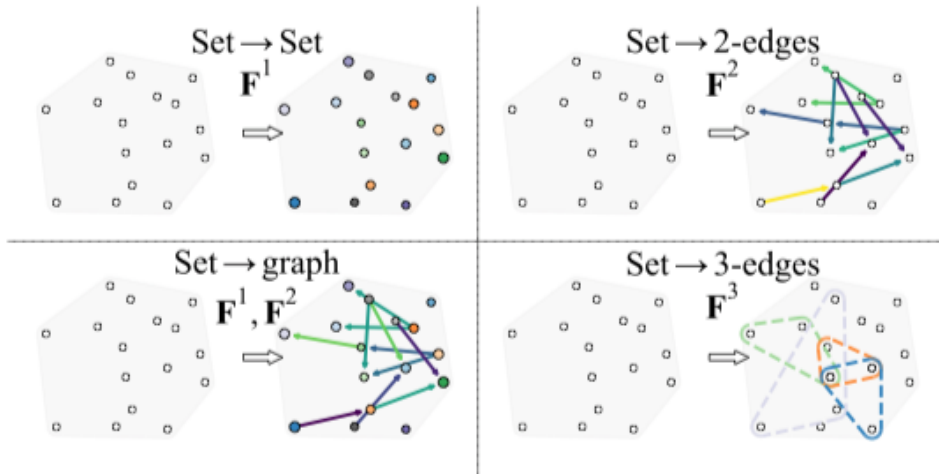 Set → Set
F¹
Set → 2-edges
F²
Set → graph
F¹, F²
Set → 3-edges
F³